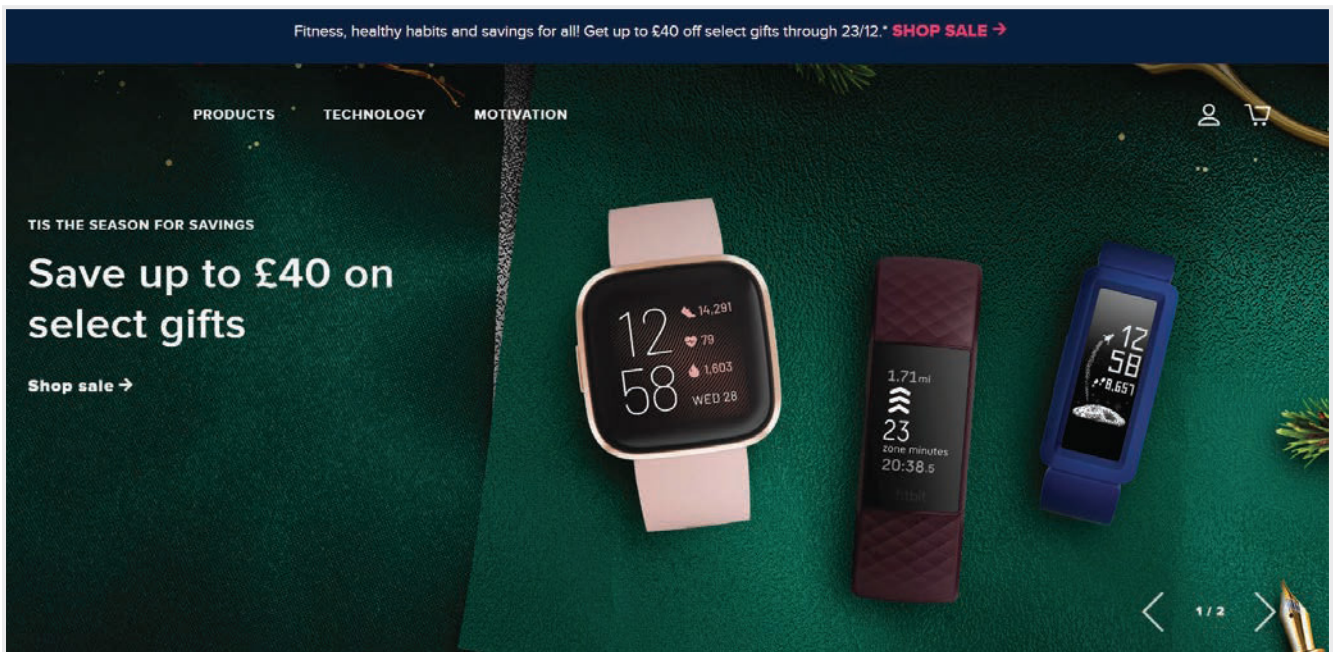 Fitness, healthy habits and savings for all! Get up to £40 off select gifts through 23/12.* SHOP SALE →
PRODUCTS TECHNOLOGY MOTIVATION
TIS THE SEASON FOR SAVINGS
Save up to £40 on
select gifts
Shop sale →
12
58
14,291
79
1,603
WED 28
1.71mi
23
zone minutes
20:38.5
fitbit
12
58
8,657
1 / 2